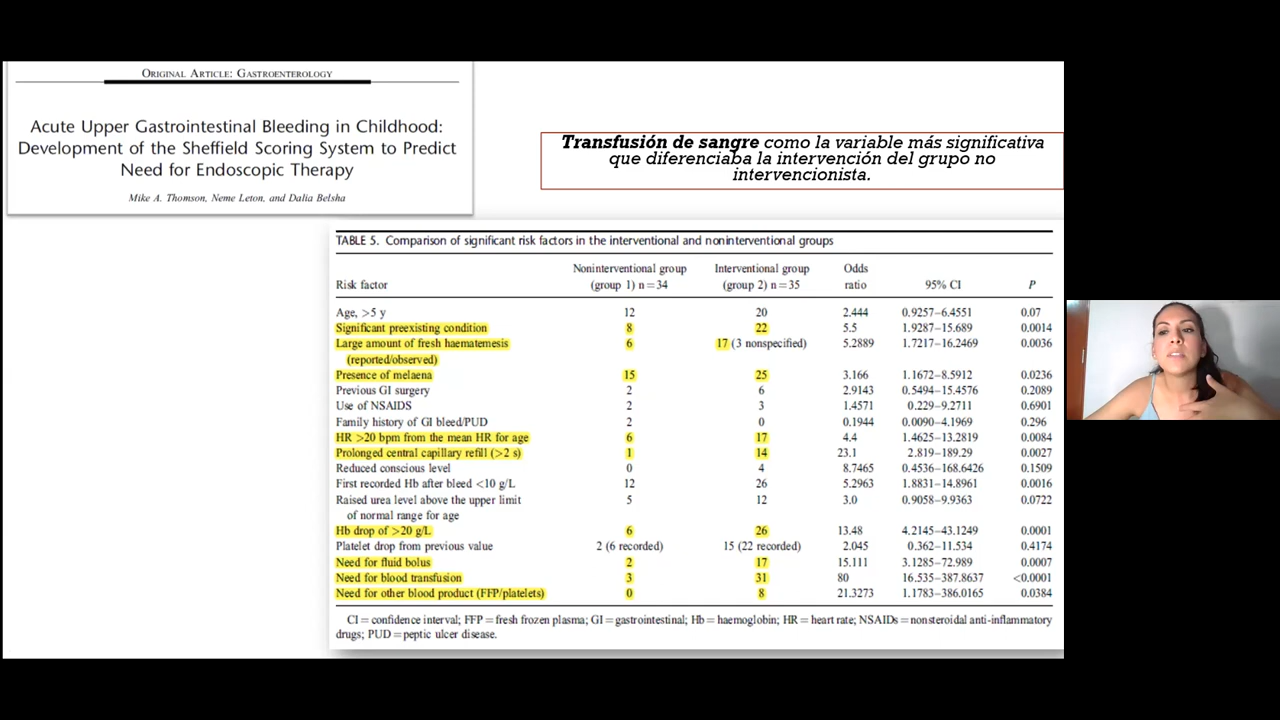 ORIGINAL ARTICLE: GASTROENTEROLOGY
Acute Upper Gastrointestinal Bleeding in Childhood:
Development of the Sheffield Scoring System to Predict
Need for Endoscopic Therapy
Mike A. Thomson, Neme Leton, and Dalia Belsha
Transfusión de sangre como la variable más significativa
que diferenciaba la intervención del grupo no
intervencionista.
TABLE 5. Comparison of significant risk factors in the interventional and noninterventional groups
Noninterventional group Interventional group Odds
Risk factor (group 1) n=34 (group 2) n=35 ratio 95% CI P
Age, >5 y 12 20 2.444 0.9257–6.4551 0.07
Significant preexisting condition 8 22 5.5 1.9287–15.689 0.0014
Large amount of fresh haematemesis 6 17 (3 nonspecified) 5.2889 1.7217–16.2469 0.0036
(reported/observed)
Presence of melaena 15 25 3.166 1.1672–8.5912 0.0236
Previous GI surgery 2 6 2.9143 0.5494–15.4576 0.2089
Use of NSAIDS 2 3 1.4571 0.229–9.2711 0.6901
Family history of GI bleed/PUD 2 0 0.1944 0.0090–4.1969 0.296
HR >20 bpm from the mean HR for age 6 17 4.4 1.4625–13.2819 0.0084
Prolonged central capillary refill (>2 s) 1 14 23.1 2.819–189.29 0.0027
Reduced conscious level 0 4 8.7465 0.4536–168.6426 0.1509
First recorded Hb after bleed <10 g/L 12 26 5.2963 1.8831–14.8961 0.0016
Raised urea level above the upper limit 5 12 3.0 0.9058–9.9363 0.0722
of normal range for age
Hb drop of >20 g/L 6 26 13.48 4.2145–43.1249 0.0001
Platelet drop from previous value 2 (6 recorded) 15 (22 recorded) 2.045 0.362–11.534 0.4174
Need for fluid bolus 2 17 15.111 3.1285–72.989 0.0007
Need for blood transfusion 3 31 80 16.535–387.8637 <0.0001
Need for other blood product (FFP/platelets) 0 8 21.3273 1.1783–386.0165 0.0384
CI = confidence interval; FFP = fresh frozen plasma; GI = gastrointestinal; Hb = haemoglobin; HR = heart rate; NSAIDs = nonsteroidal anti-inflammatory
drugs; PUD = peptic ulcer disease.